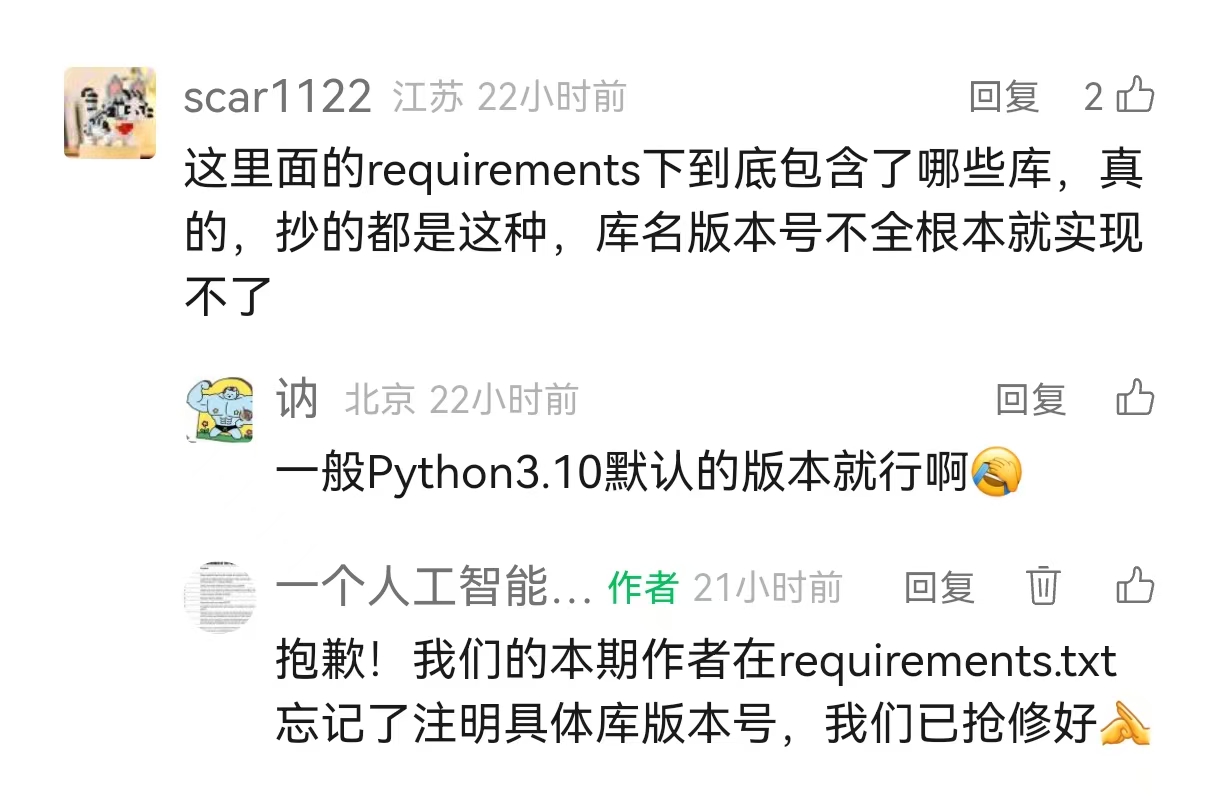 scar1122 江苏 22小时前 回复 2
这里面的requirements下到底包含了哪些库，真
的，抄的都是这种，库名版本号不全根本就实现
不了
讷 北京 22小时前 回复
一般Python3.10默认的版本就行啊🤦
一个人工智能... 作者 21小时前 回复
抱歉！我们的本期作者在requirements.txt
忘记了注明具体库版本号，我们已抢修好